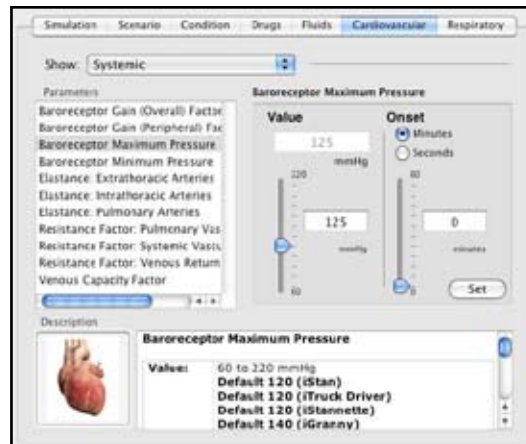 Simulation Scenario Condition Drugs Fluids Cardiovascular Respiratory
Show: Systemic
Parameters
Baroreceptor Gain (Overall) Factor
Baroreceptor Gain (Peripheral) Fac
Baroreceptor Maximum Pressure
Baroreceptor Minimum Pressure
Elastance: Extrathoracic Arteries
Elastance: Intrathoracic Arteries
Elastance: Pulmonary Arteries
Resistance Factor: Pulmonary Vas
Resistance Factor: Systemic Vascu
Resistance Factor: Venous Return
Venous Capacity Factor
Baroreceptor Maximum Pressure
Value
125
mmHg
220
125
mmHg
60
Onset
Minutes
Seconds
60
0
minutes
0
Set
Description
Baroreceptor Maximum Pressure
Value: 60 to 220 mmHg
Default 120 (iStan)
Default 120 (iTruck Driver)
Default 120 (iStannette)
Default 140 (iGranny)